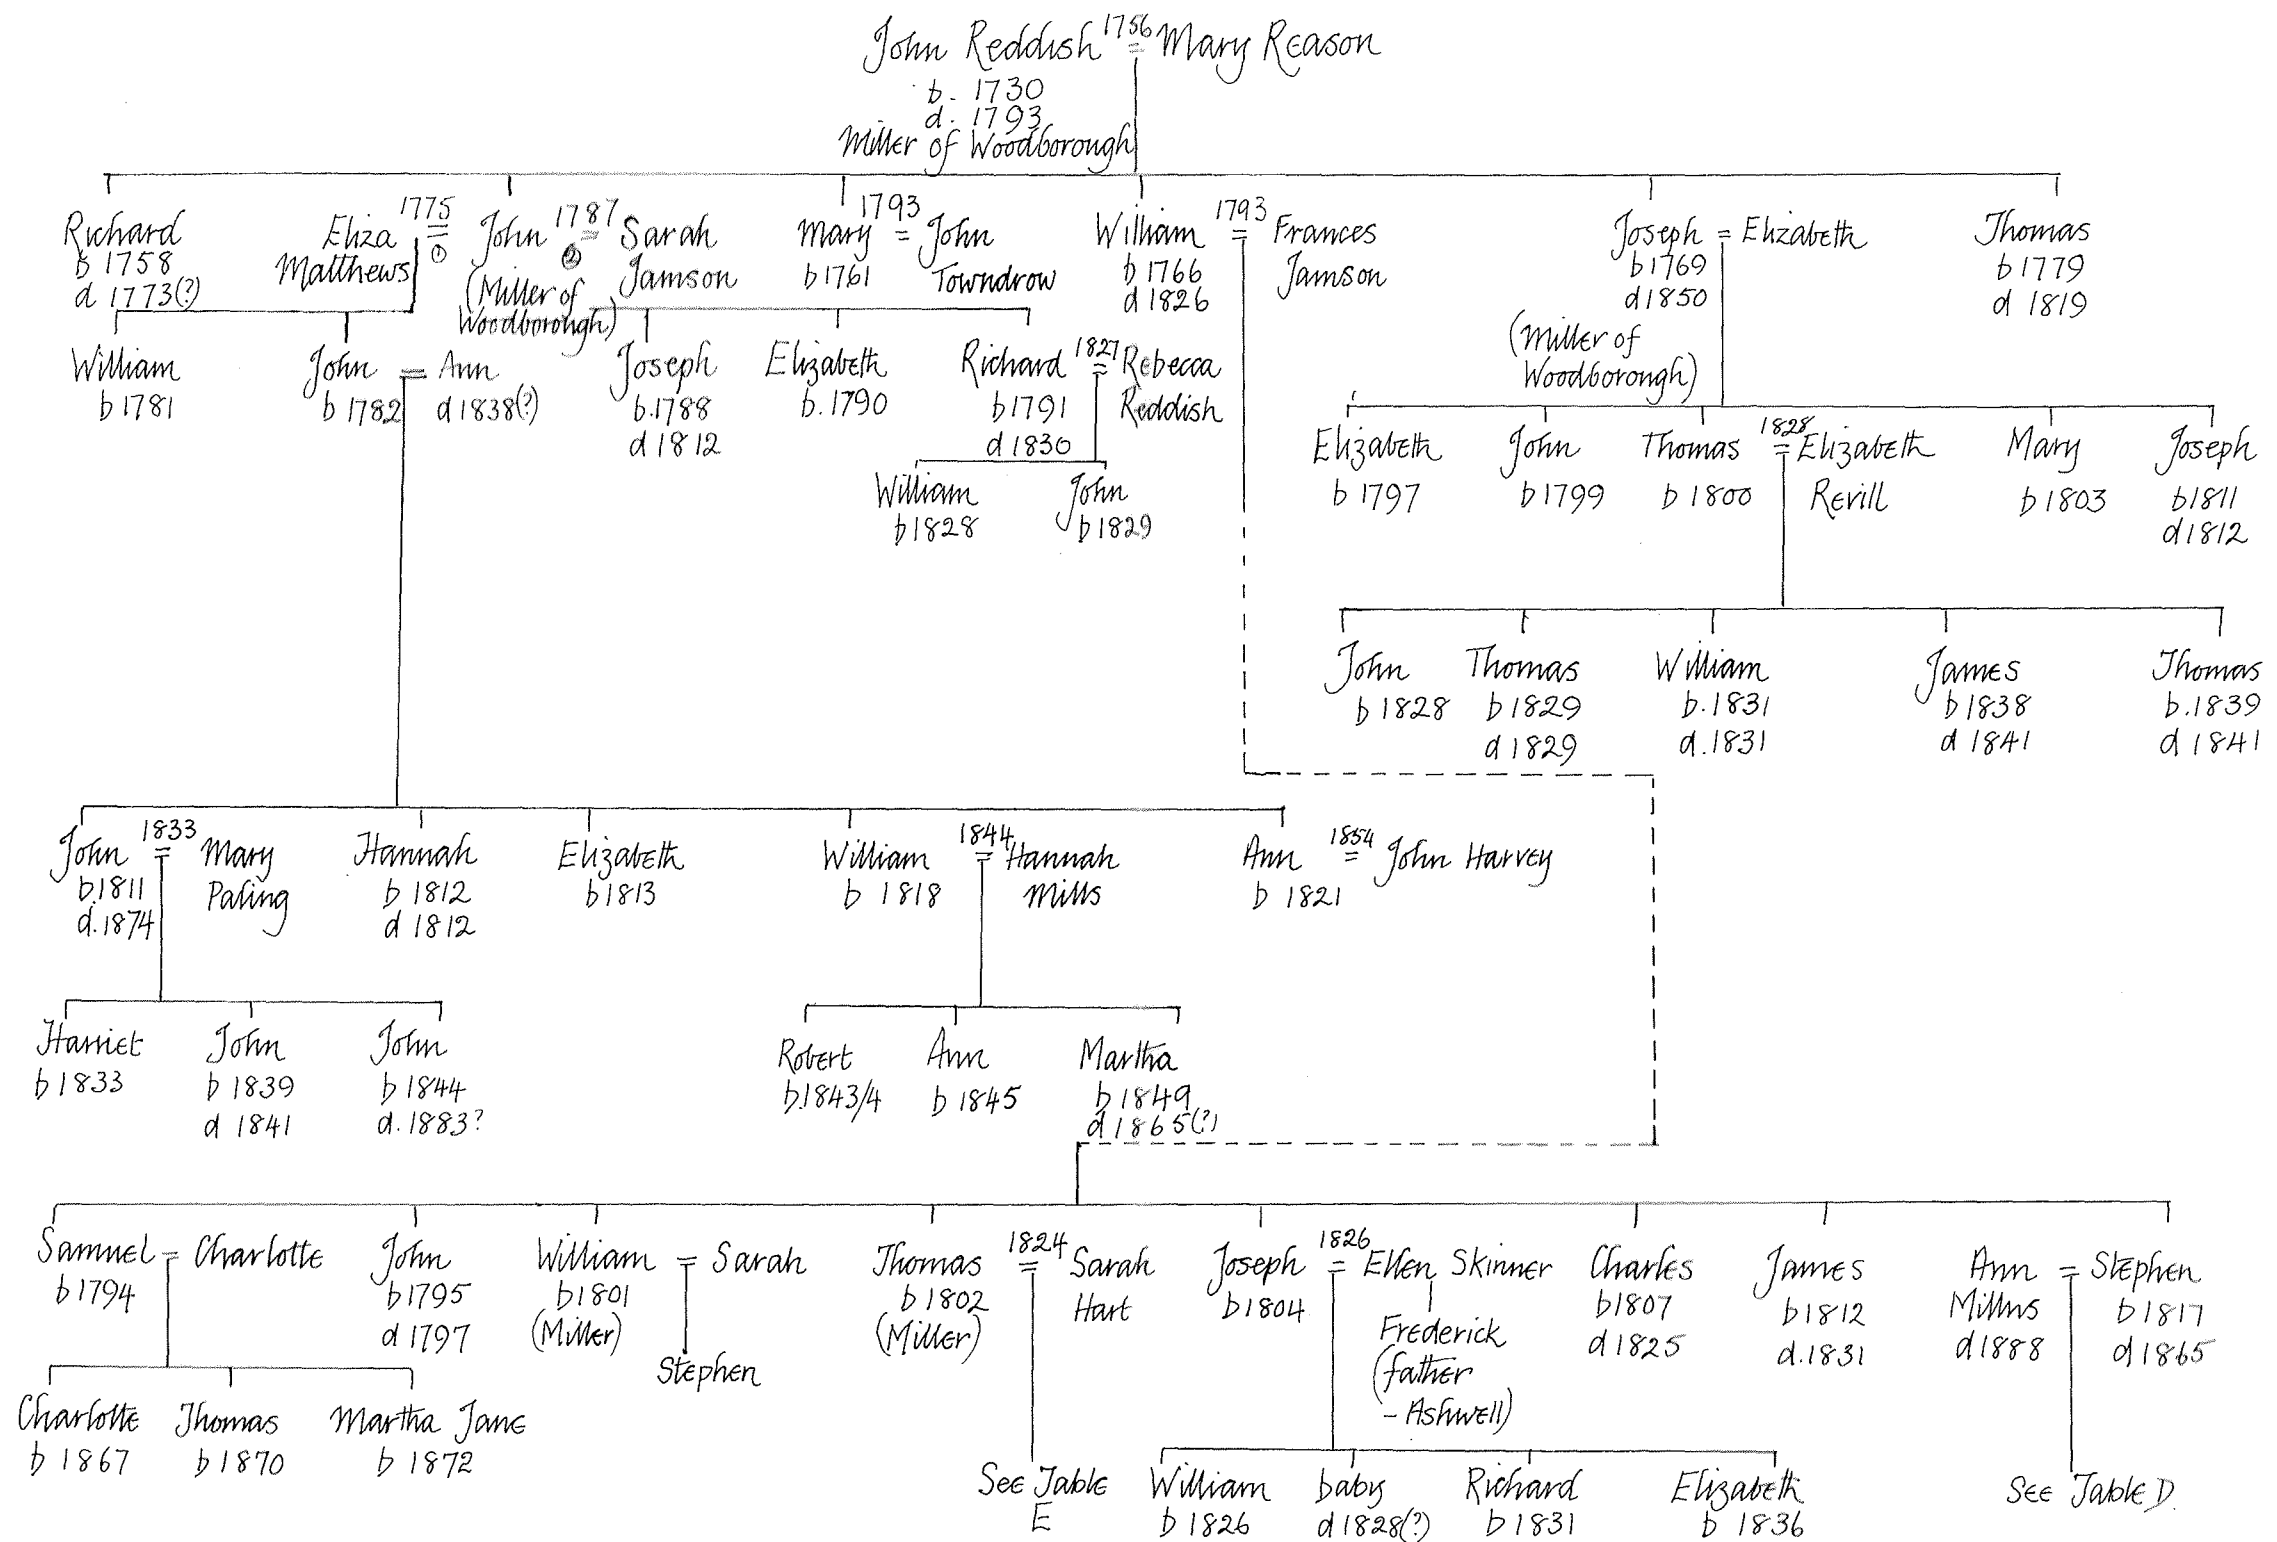 John Reddish 1756 = Mary Reason
b. 1730
d. 1793
Miller of Woodborough
Richard
b 1758
d 1773(?)
Eliza 1775 = John 1787 = Sarah
Matthews ① ② Jamson
(Miller of
Woodborough)
Mary 1793 = John
b 1761 Towndrow
William 1793 = Frances
b 1766 Jamson
d 1826
Joseph = Elizabeth
b 1769
d 1850
(Miller of
Woodborough)
Thomas
b 1779
d 1819
William
b 1781
John = Ann
b 1782 d 1838(?)
Joseph
b. 1788
d 1812
Elizabeth
b. 1790
Richard 1827 = Rebecca
b 1791 Reddish
d 1830
William
b 1828
John
b 1829
Elizabeth
b 1797
John
b 1799
Thomas 1828 = Elizabeth
b 1800 Revill
Mary
b 1803
Joseph
b 1811
d 1812
John
b 1828
Thomas
b 1829
d 1829
William
b. 1831
d. 1831
James
b 1838
d 1841
Thomas
b. 1839
d 1841
John 1833 = Mary
b. 1811 Paling
d. 1874
Hannah
b 1812
d 1812
Elizabeth
b 1813
William 1844 = Hannah
b 1818 Mills
Ann 1854 = John Harvey
b 1821
Harriet
b 1833
John
b 1839
d 1841
John
b 1844
d. 1883?
Robert
b. 1843/4
Ann
b 1845
Martha
b 1849
d 1865(?)
Samuel = Charlotte
b 1794
John
b 1795
d 1797
William = Sarah
b 1801
(Miller)
Stephen
Thomas 1824 = Sarah
b 1802 Hart
(Miller)
Joseph 1826 = Ellen Skinner
b 1804
Frederick
(father
- Ashwell)
Charles
b 1807
d 1825
James
b 1812
d. 1831
Ann = Stephen
Millns b 1817
d 1888 d 1865
Charlotte
b 1867
Thomas
b 1870
Martha Jane
b 1872
See Table
E
William
b 1826
baby
d 1828(?)
Richard
b 1831
Elizabeth
b 1836
See Table D.